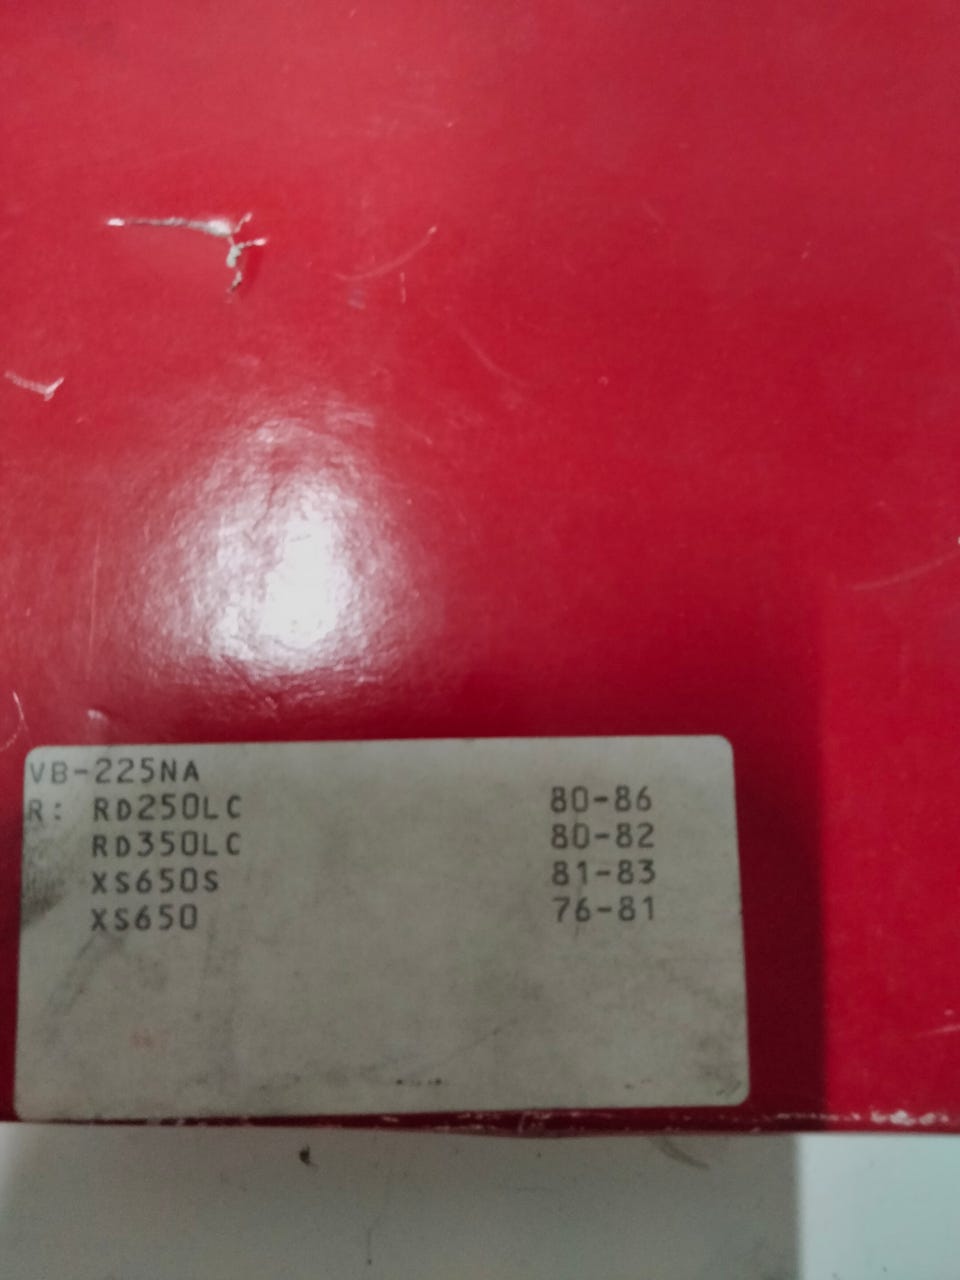 VB-225NA
R: RD250LC 80-86
RD350LC 80-82
XS650S 81-83
XS650 76-81